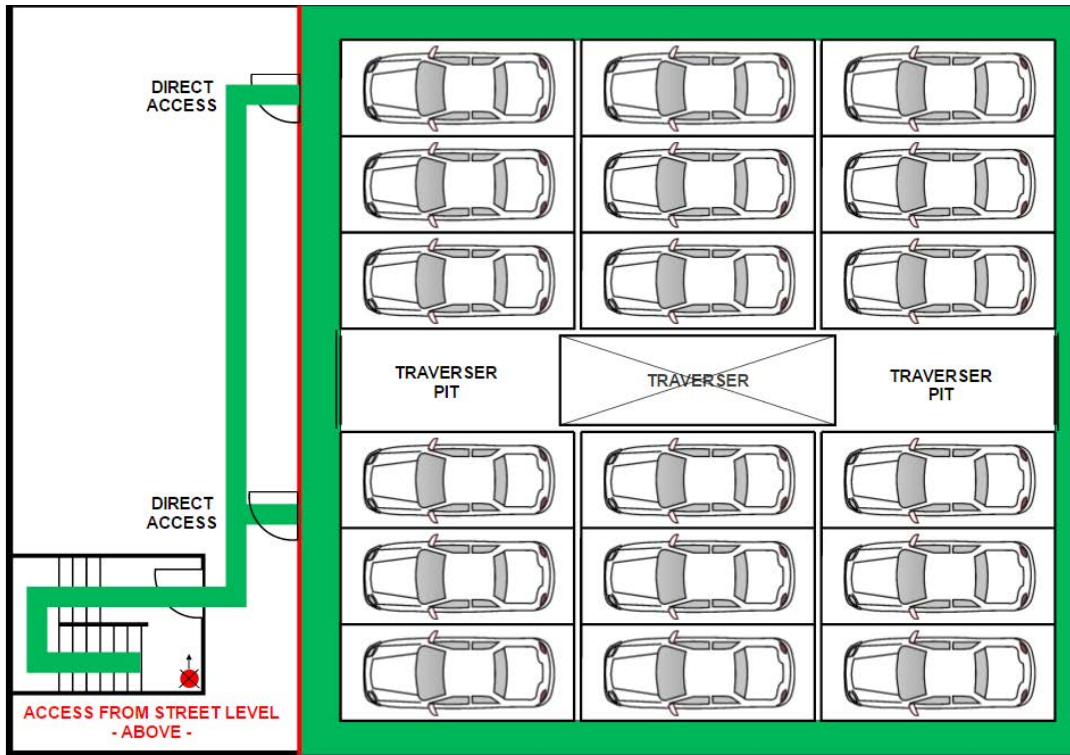 DIRECT
ACCESS
TRAVERSER
PIT
TRAVERSER
TRAVERSER
PIT
DIRECT
ACCESS
ACCESS FROM STREET LEVEL
- ABOVE -